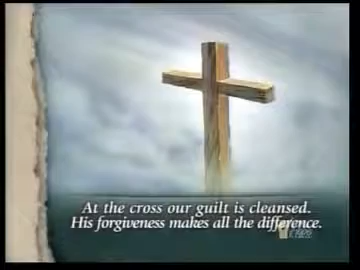 At the cross our guilt is cleansed.
His forgiveness makes all the difference.